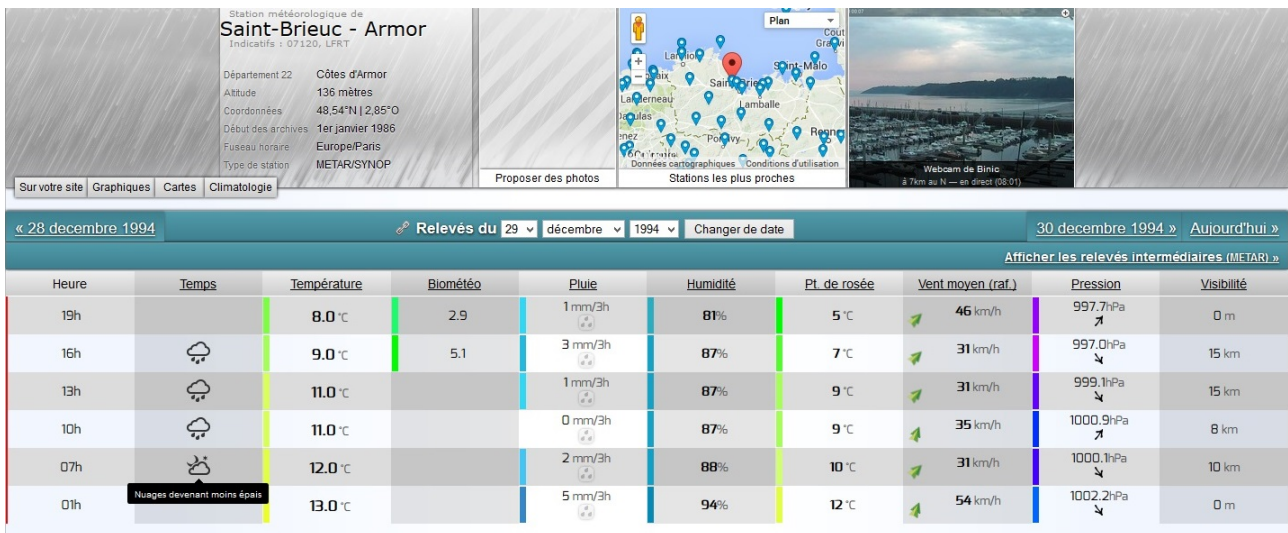 Station météorologique de
Saint-Brieuc - Armor
Indicatifs : 07120, LFRT
Département 22 Côtes d'Armor
Altitude 136 mètres
Coordonnées 48,54°N | 2,85°O
Début des archives 1er janvier 1986
Fuseau horaire Europe/Paris
Type de station METAR/SYNOP
Sur votre site Graphiques Cartes Climatologie
Proposer des photos
Plan
Lannion
Saint-Malo
Saint-Brieuc
Landerneau
Lamballe
Daoulas
Pontivy
Données cartographiques Conditions d'utilisation
Stations les plus proches
Webcam de Binic
à 7km au N — en direct (08:01)
« 28 decembre 1994 Relevés du 29 décembre 1994 Changer de date 30 decembre 1994 » Aujourd'hui »
Afficher les relevés intermédiaires (METAR) »
Heure Temps Température Biométéo Pluie Humidité Pt. de rosée Vent moyen (raf.) Pression Visibilité
19h 8.0 °C 2.9 1 mm/3h 81% 5 °C 46 km/h 997.7hPa 0 m
16h 9.0 °C 5.1 3 mm/3h 87% 7 °C 31 km/h 997.0hPa 15 km
13h 11.0 °C 1 mm/3h 87% 9 °C 31 km/h 999.1hPa 15 km
10h 11.0 °C 0 mm/3h 87% 9 °C 35 km/h 1000.9hPa 8 km
07h 12.0 °C 2 mm/3h 88% 10 °C 31 km/h 1000.1hPa 10 km
Nuages devenant moins épais
01h 13.0 °C 5 mm/3h 94% 12 °C 54 km/h 1002.2hPa 0 m